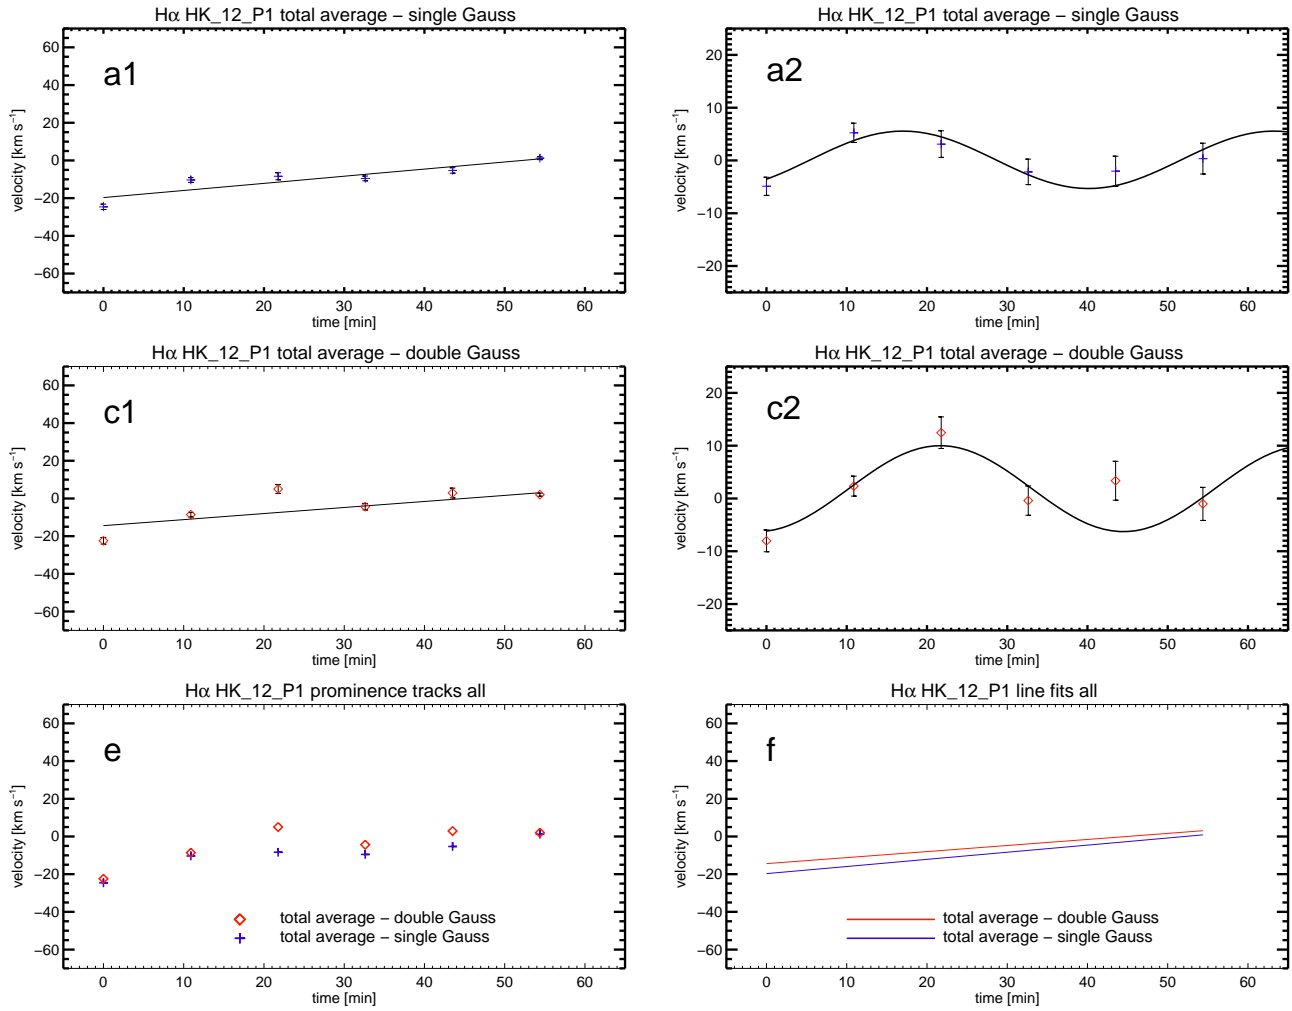 Hα HK_12_P1 total average – single Gauss
a1
velocity [km s⁻¹]
60
40
20
0
−20
−40
−60
0 10 20 30 40 50 60
time [min]
Hα HK_12_P1 total average – single Gauss
a2
velocity [km s⁻¹]
20
10
0
−10
−20
0 10 20 30 40 50 60
time [min]
Hα HK_12_P1 total average – double Gauss
c1
velocity [km s⁻¹]
60
40
20
0
−20
−40
−60
0 10 20 30 40 50 60
time [min]
Hα HK_12_P1 total average – double Gauss
c2
velocity [km s⁻¹]
20
10
0
−10
−20
0 10 20 30 40 50 60
time [min]
Hα HK_12_P1 prominence tracks all
e
velocity [km s⁻¹]
60
40
20
0
−20
−40
−60
total average – double Gauss
total average – single Gauss
0 10 20 30 40 50 60
time [min]
Hα HK_12_P1 line fits all
f
velocity [km s⁻¹]
60
40
20
0
−20
−40
−60
total average – double Gauss
total average – single Gauss
0 10 20 30 40 50 60
time [min]